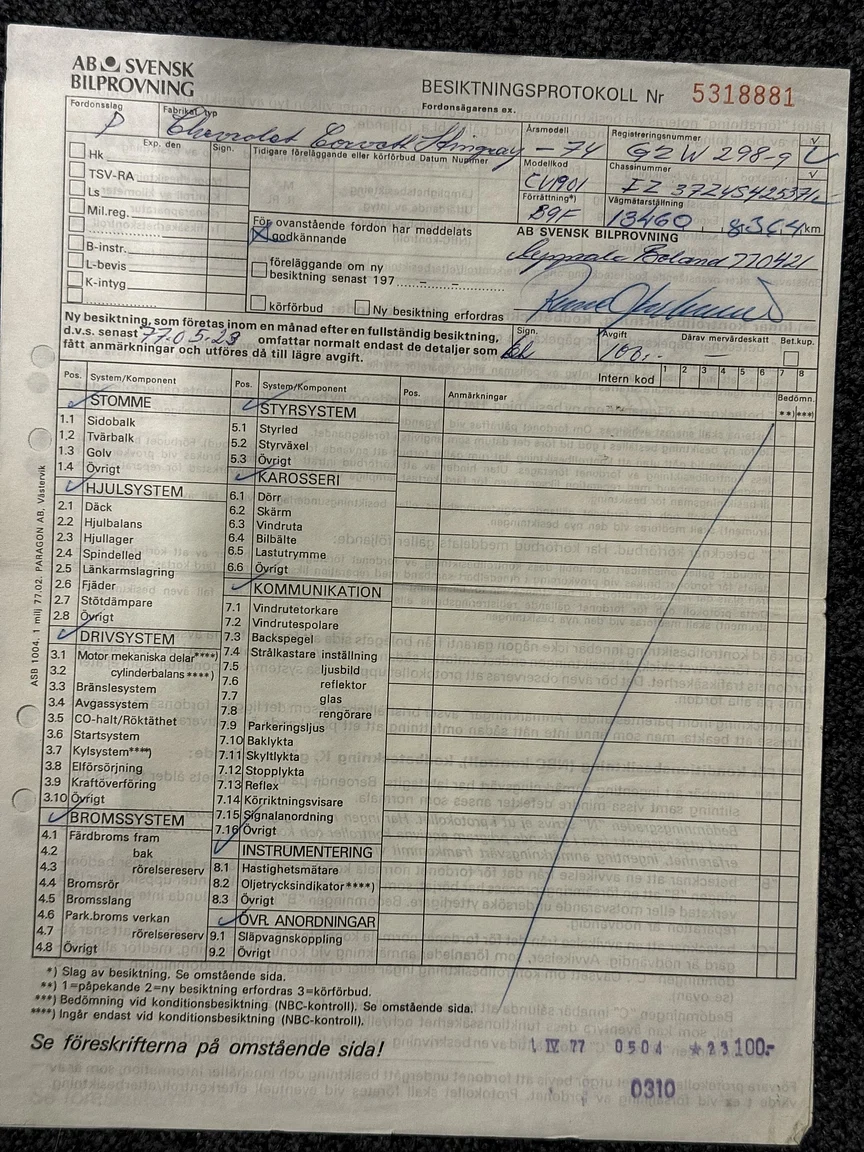 AB SVENSK
BILPROVNING
BESIKTNINGSPROTOKOLL Nr 5318881
Fordonsägarens ex.
Fordonsslag
P
Fabrikat, typ
Chevrolet Corvette Stingray - 74
Årsmodell
Registreringsnummer
GZW 298-9
Exp. den
Sign.
Hk
TSV-RA
Ls
Mil.reg.
B-instr.
L-bevis
K-intyg
Tidigare föreläggande eller körförbud Datum Nummer
Modellkod
Chassinummer
Förrättning*)
Vägmätarställning
B9F
13460
8364 km
För ovanstående fordon har meddelats
godkännande
föreläggande om ny
besiktning senast 197
körförbud
Ny besiktning erfordras
AB SVENSK BILPROVNING
Boland 770421
Ny besiktning, som företas inom en månad efter en fullständig besiktning,
d.v.s. senast 77.05.23 omfattar normalt endast de detaljer som
fått anmärkningar och utföres då till lägre avgift.
Sign.
Avgift
100,-
Därav mervärdeskatt
Bet.kup.
Intern kod 1 2 3 4 5 6 7 8
Pos. System/Komponent
STOMME
1.1 Sidobalk
1.2 Tvärbalk
1.3 Golv
1.4 Övrigt
HJULSYSTEM
2.1 Däck
2.2 Hjulbalans
2.3 Hjullager
2.4 Spindelled
2.5 Länkarmslagring
2.6 Fjäder
2.7 Stötdämpare
2.8 Övrigt
DRIVSYSTEM
3.1 Motor mekaniska delar****)
3.2 cylinderbalans****)
3.3 Bränslesystem
3.4 Avgassystem
3.5 CO-halt/Röktäthet
3.6 Startsystem
3.7 Kylsystem****)
3.8 Elförsörjning
3.9 Kraftöverföring
3.10 Övrigt
BROMSSYSTEM
4.1 Färdbroms fram
4.2 bak
4.3 rörelsereserv
4.4 Bromsrör
4.5 Bromsslang
4.6 Park.broms verkan
4.7 rörelsereserv
4.8 Övrigt
Pos. System/Komponent
STYRSYSTEM
5.1 Styrled
5.2 Styrväxel
5.3 Övrigt
KAROSSERI
6.1 Dörr
6.2 Skärm
6.3 Vindruta
6.4 Bilbälte
6.5 Lastutrymme
6.6 Övrigt
KOMMUNIKATION
7.1 Vindrutetorkare
7.2 Vindrutespolare
7.3 Backspegel
7.4 Strålkastare inställning
7.5 ljusbild
7.6 reflektor
7.7 glas
7.8 rengörare
7.9 Parkeringsljus
7.10 Baklykta
7.11 Skyltlykta
7.12 Stopplykta
7.13 Reflex
7.14 Körriktningsvisare
7.15 Signalanordning
7.16 Övrigt
INSTRUMENTERING
8.1 Hastighetsmätare
8.2 Oljetrycksindikator****)
8.3 Övrigt
ÖVR. ANORDNINGAR
9.1 Släpvagnskoppling
9.2 Övrigt
Pos. Anmärkningar
Bedömn.
**) ***)
ASB 1004. 1 milj 77.02. PARAGON AB, Västervik
*) Slag av besiktning. Se omstående sida.
**) 1=påpekande 2=ny besiktning erfordras 3=körförbud.
***) Bedömning vid konditionsbesiktning (NBC-kontroll). Se omstående sida.
****) Ingår endast vid konditionsbesiktning (NBC-kontroll).
Se föreskrifterna på omstående sida!
IV 77 0504 *23100.-
0310